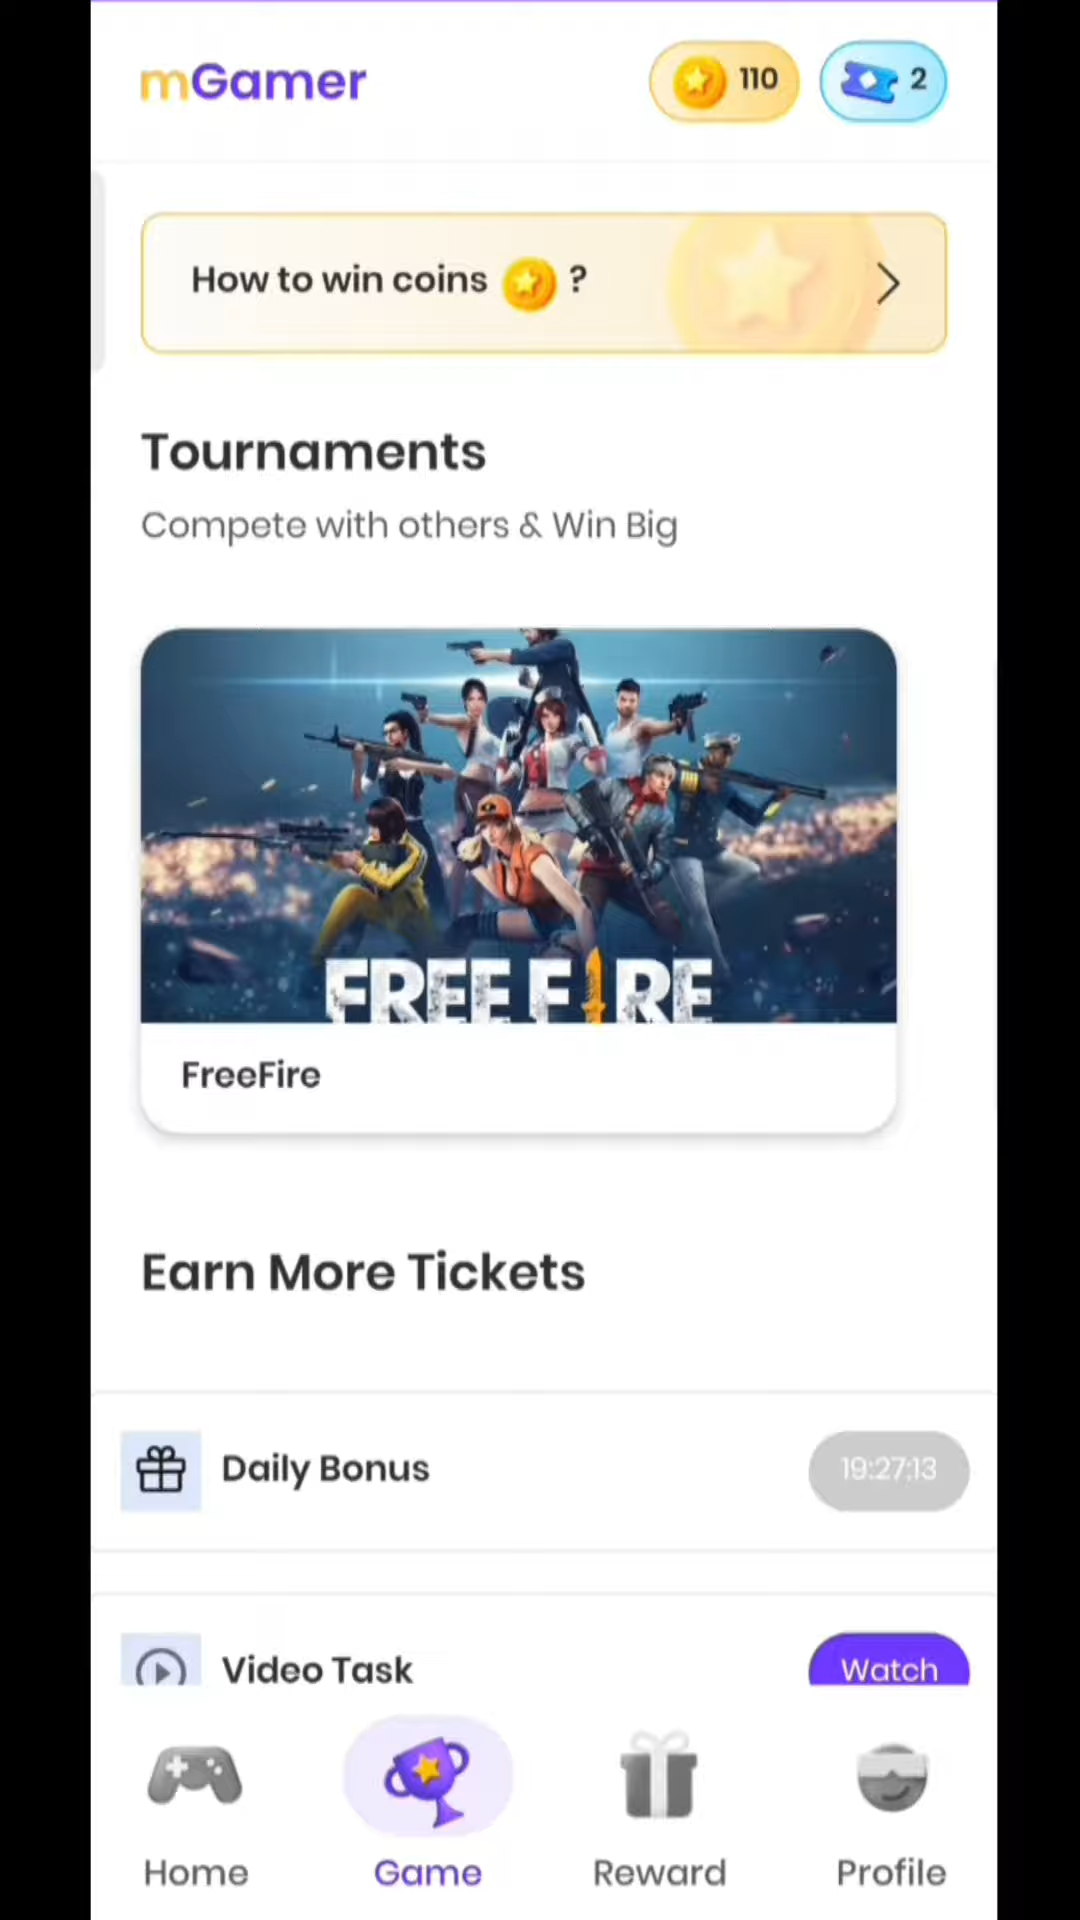 mGamer
110
2
How to win coins ?
Tournaments
Compete with others & Win Big
FREE FIRE
FreeFire
Earn More Tickets
Daily Bonus
19:27:13
Video Task
Watch
Home
Game
Reward
Profile